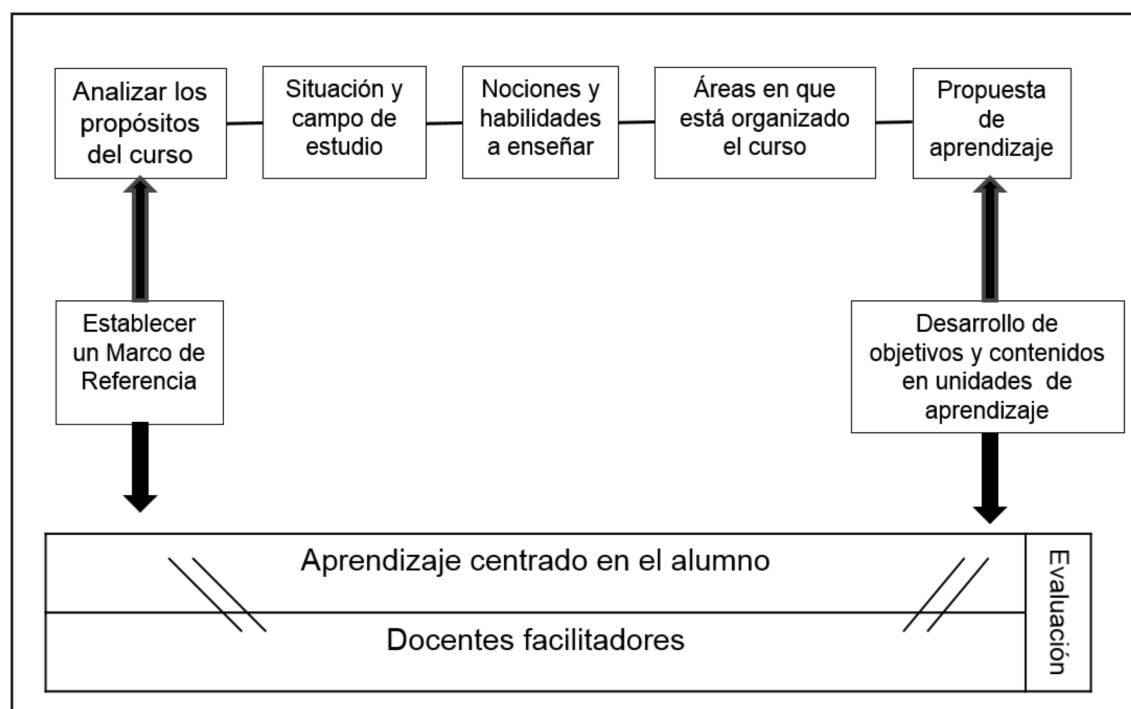 Analizar los
propósitos
del curso
Situación y
campo de
estudio
Nociones y
habilidades
a enseñar
Áreas en que
está organizado
el curso
Propuesta
de
aprendizaje
Establecer
un Marco de
Referencia
Desarrollo de
objetivos y contenidos
en unidades de
aprendizaje
Aprendizaje centrado en el alumno
Docentes facilitadores
Evaluación